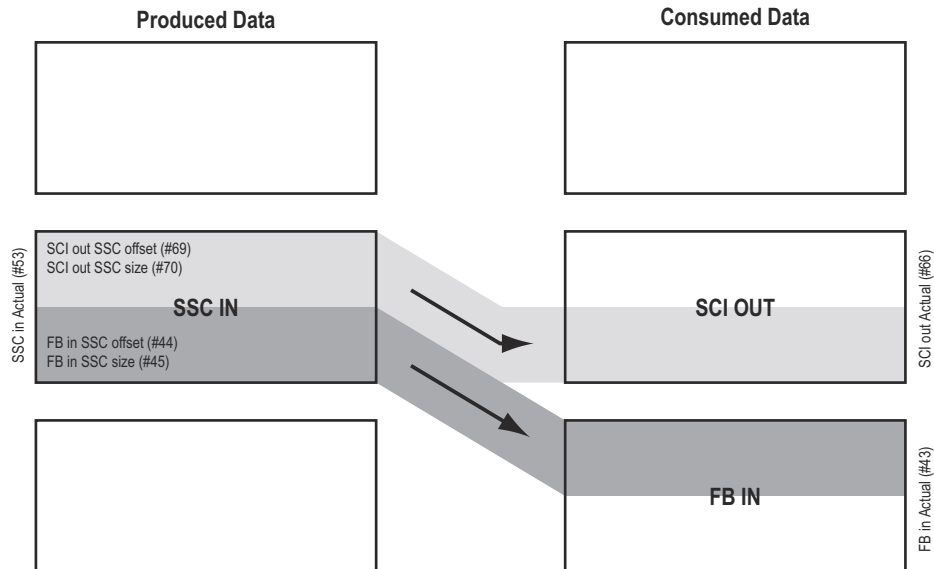 Produced Data
Consumed Data
SSC in Actual (#53)
SCI out SSC offset (#69)
SCI out SSC size (#70)
SSC IN
FB in SSC offset (#44)
FB in SSC size (#45)
SCI OUT
SCI out Actual (#66)
FB IN
FB in Actual (#43)